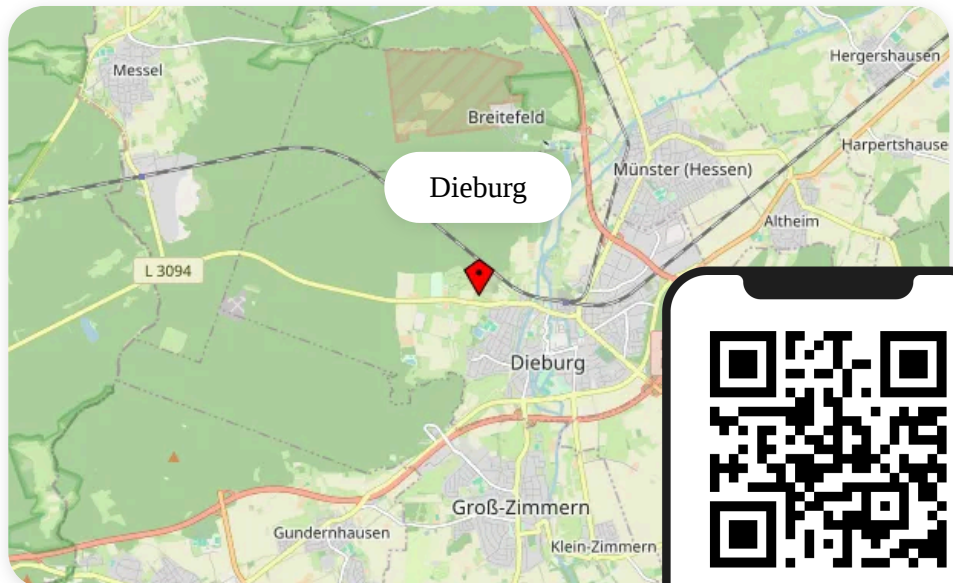 Hergershausen
Messel
Breitefeld
Harpertshause
Münster (Hessen)
Dieburg
Altheim
L 3094
Dieburg
Groß-Zimmern
Gundernhausen
Klein-Zimmern